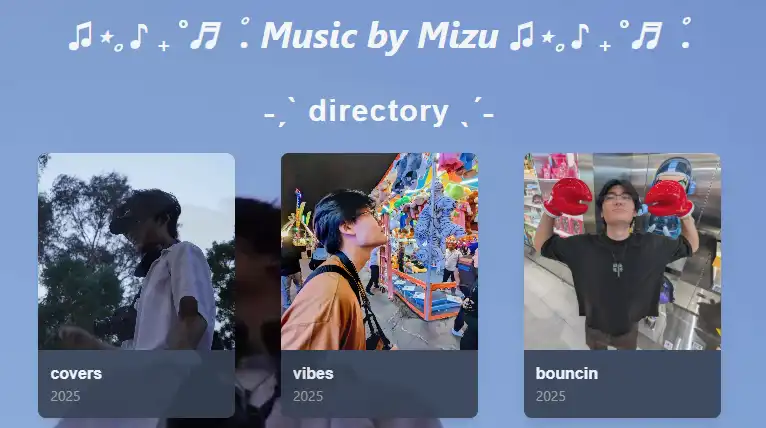 ♫⋆｡♪ ₊˚♬ ﾟ. Music by Mizu ♫⋆｡♪ ₊˚♬ ﾟ.
-ˏˋ directory ˎˊ-
covers
2025
vibes
2025
bouncin
2025